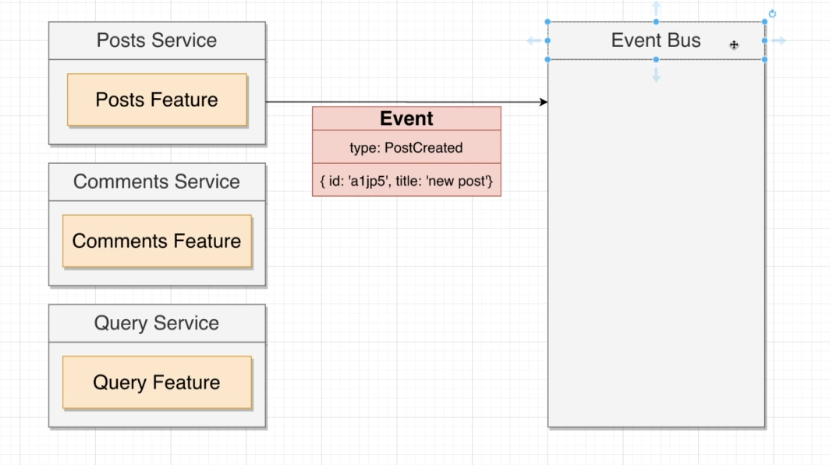 Posts Service
Posts Feature
Event Bus
Event
type: PostCreated
{ id: 'a1jp5', title: 'new post'}
Comments Service
Comments Feature
Query Service
Query Feature